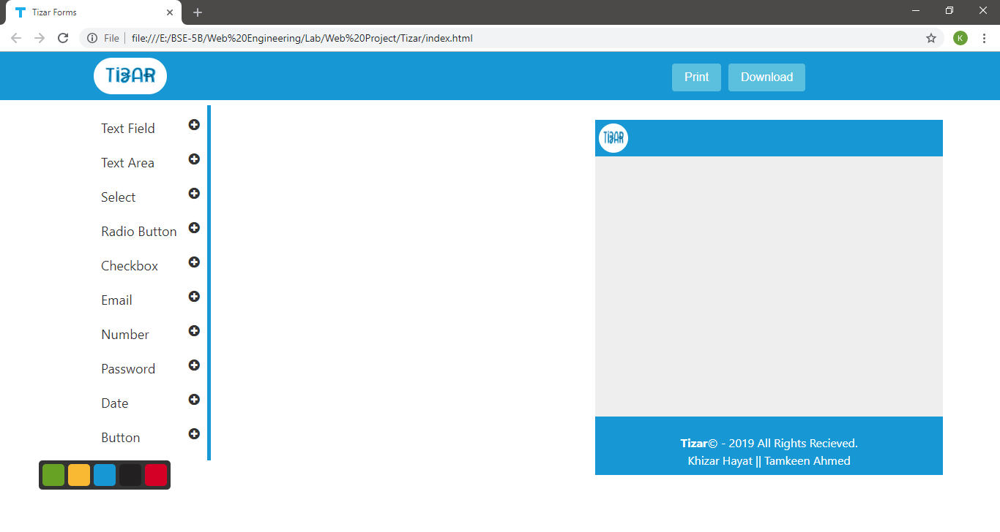 Tizar Forms
File
file:///E:/BSE-5B/Web%20Engineering/Lab/Web%20Project/Tizar/index.html
K
TIZAR
Print
Download
Text Field
Text Area
Select
Radio Button
Checkbox
Email
Number
Password
Date
Button
TIZAR
Tizar© - 2019 All Rights Recieved.
Khizar Hayat || Tamkeen Ahmed